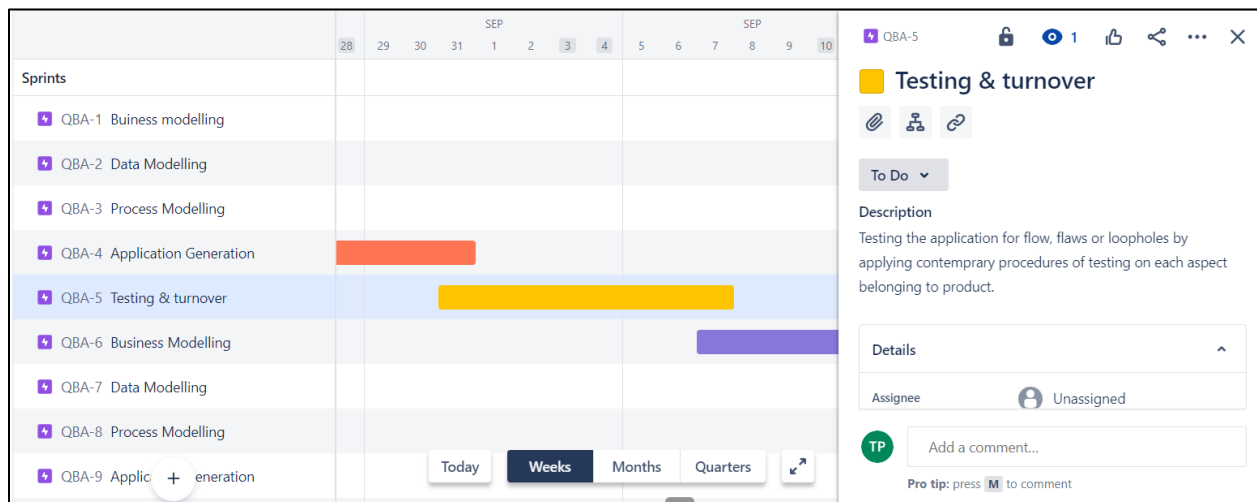 SEP SEP
28 29 30 31 1 2 3 4 5 6 7 8 9 10
Sprints
QBA-1 Buiness modelling
QBA-2 Data Modelling
QBA-3 Process Modelling
QBA-4 Application Generation
QBA-5 Testing & turnover
QBA-6 Business Modelling
QBA-7 Data Modelling
QBA-8 Process Modelling
QBA-9 Applic + eneration
Today Weeks Months Quarters
QBA-5 1
Testing & turnover
To Do
Description
Testing the application for flow, flaws or loopholes by
applying contemprary procedures of testing on each aspect
belonging to product.
Details
Assignee Unassigned
TP Add a comment...
Pro tip: press M to comment